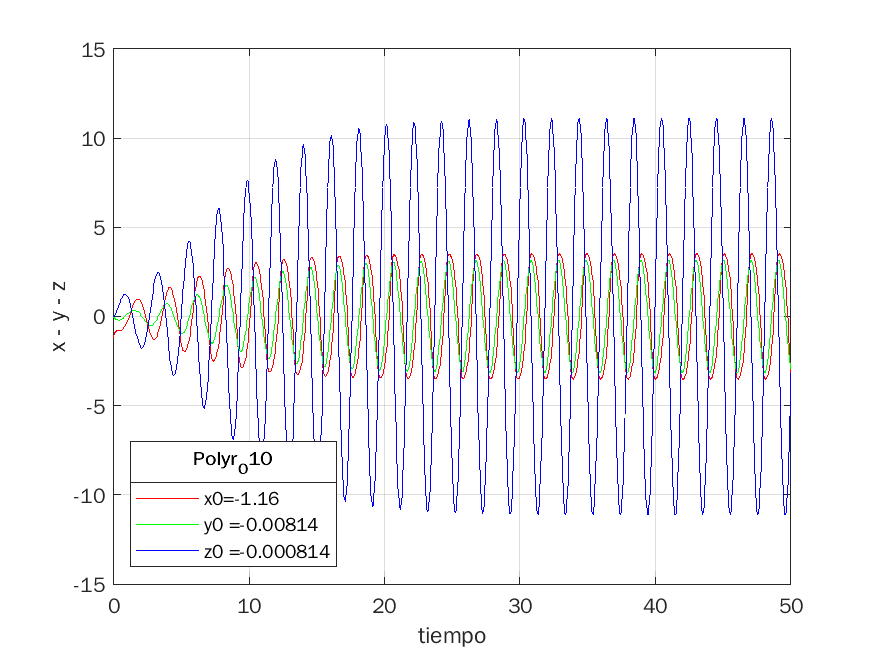 15
10
5
0
-5
-10
-15
x - y - z
Polyro10
x0=-1.16
y0 =-0.00814
z0 =-0.000814
0 10 20 30 40 50
tiempo